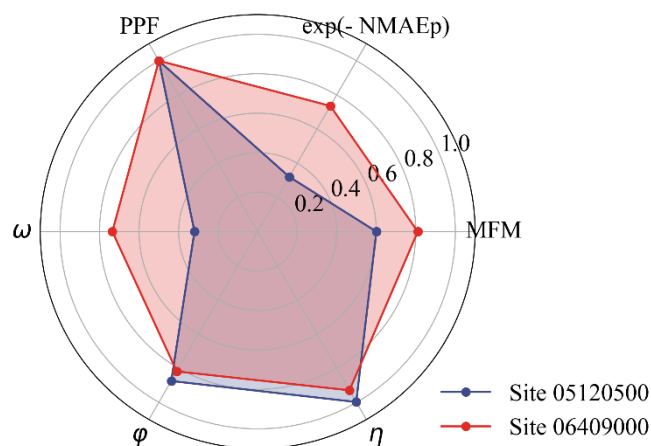 PPF
exp(- NMAEp)
1.0
0.8
0.6
0.4
0.2
ω
MFM
φ
η
Site 05120500
Site 06409000